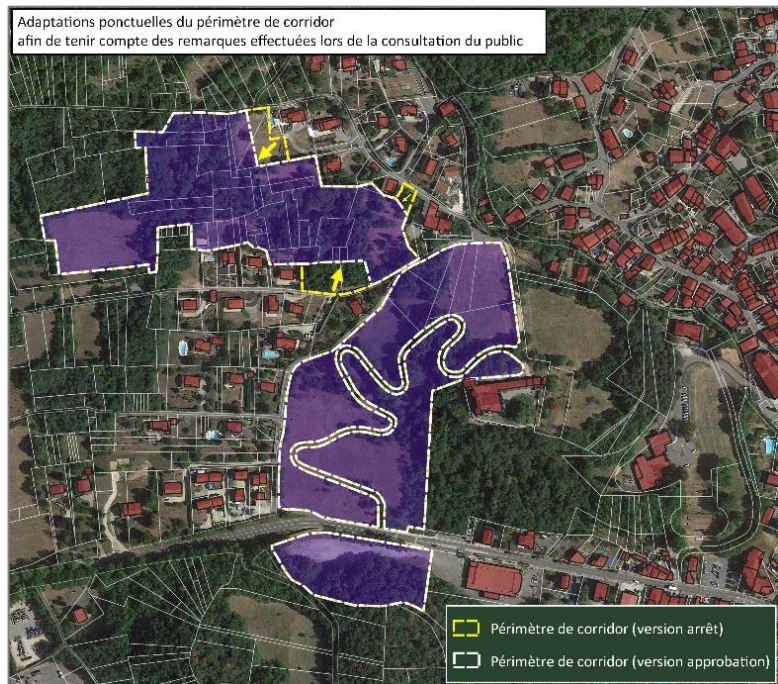 Adaptations ponctuelles du périmètre de corridor
afin de tenir compte des remarques effectuées lors de la consultation du public
Périmètre de corridor (version arrêt)
Périmètre de corridor (version approbation)